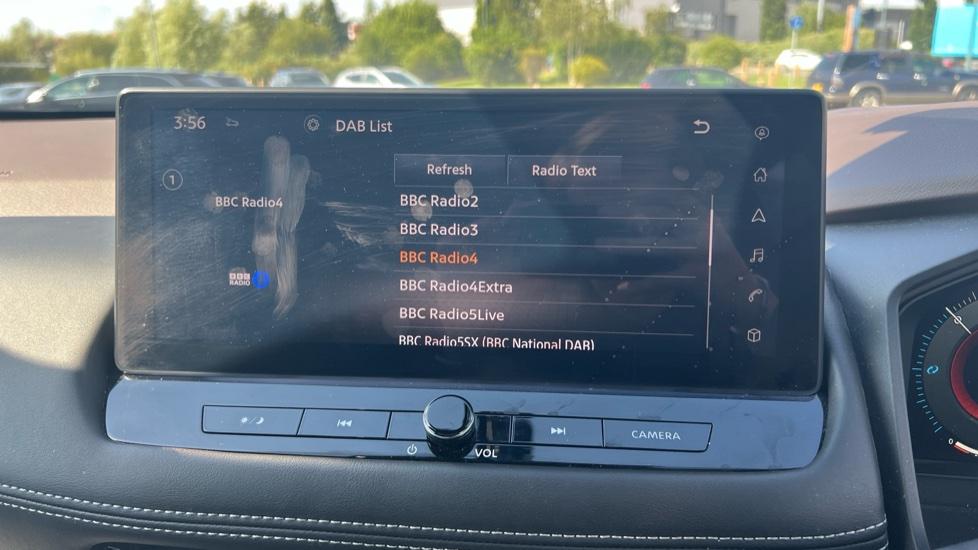 3:56
DAB List
1
Refresh
Radio Text
BBC Radio4
BBC Radio2
BBC Radio3
BBC Radio4
BBC Radio4Extra
BBC Radio5Live
BBC Radio5SX (BBC National DAB)
BBC
RADIO
VOL
CAMERA
0